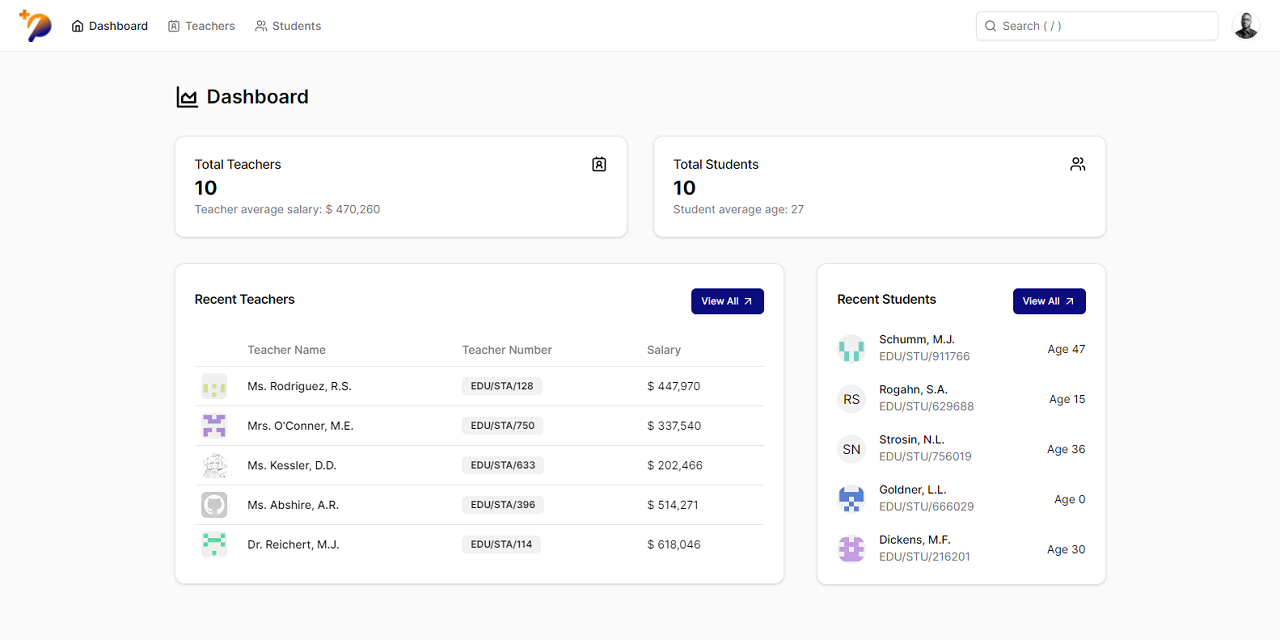 Dashboard Teachers Students Search ( / )
Dashboard
Total Teachers
10
Teacher average salary: $ 470,260
Total Students
10
Student average age: 27
Recent Teachers View All
Teacher Name Teacher Number Salary
Ms. Rodriguez, R.S. EDU/STA/128 $ 447,970
Mrs. O'Conner, M.E. EDU/STA/750 $ 337,540
Ms. Kessler, D.D. EDU/STA/633 $ 202,466
Ms. Abshire, A.R. EDU/STA/396 $ 514,271
Dr. Reichert, M.J. EDU/STA/114 $ 618,046
Recent Students View All
Schumm, M.J.
EDU/STU/911766 Age 47
RS Rogahn, S.A.
EDU/STU/629688 Age 15
SN Strosin, N.L.
EDU/STU/756019 Age 36
Goldner, L.L.
EDU/STU/666029 Age 0
Dickens, M.F.
EDU/STU/216201 Age 30